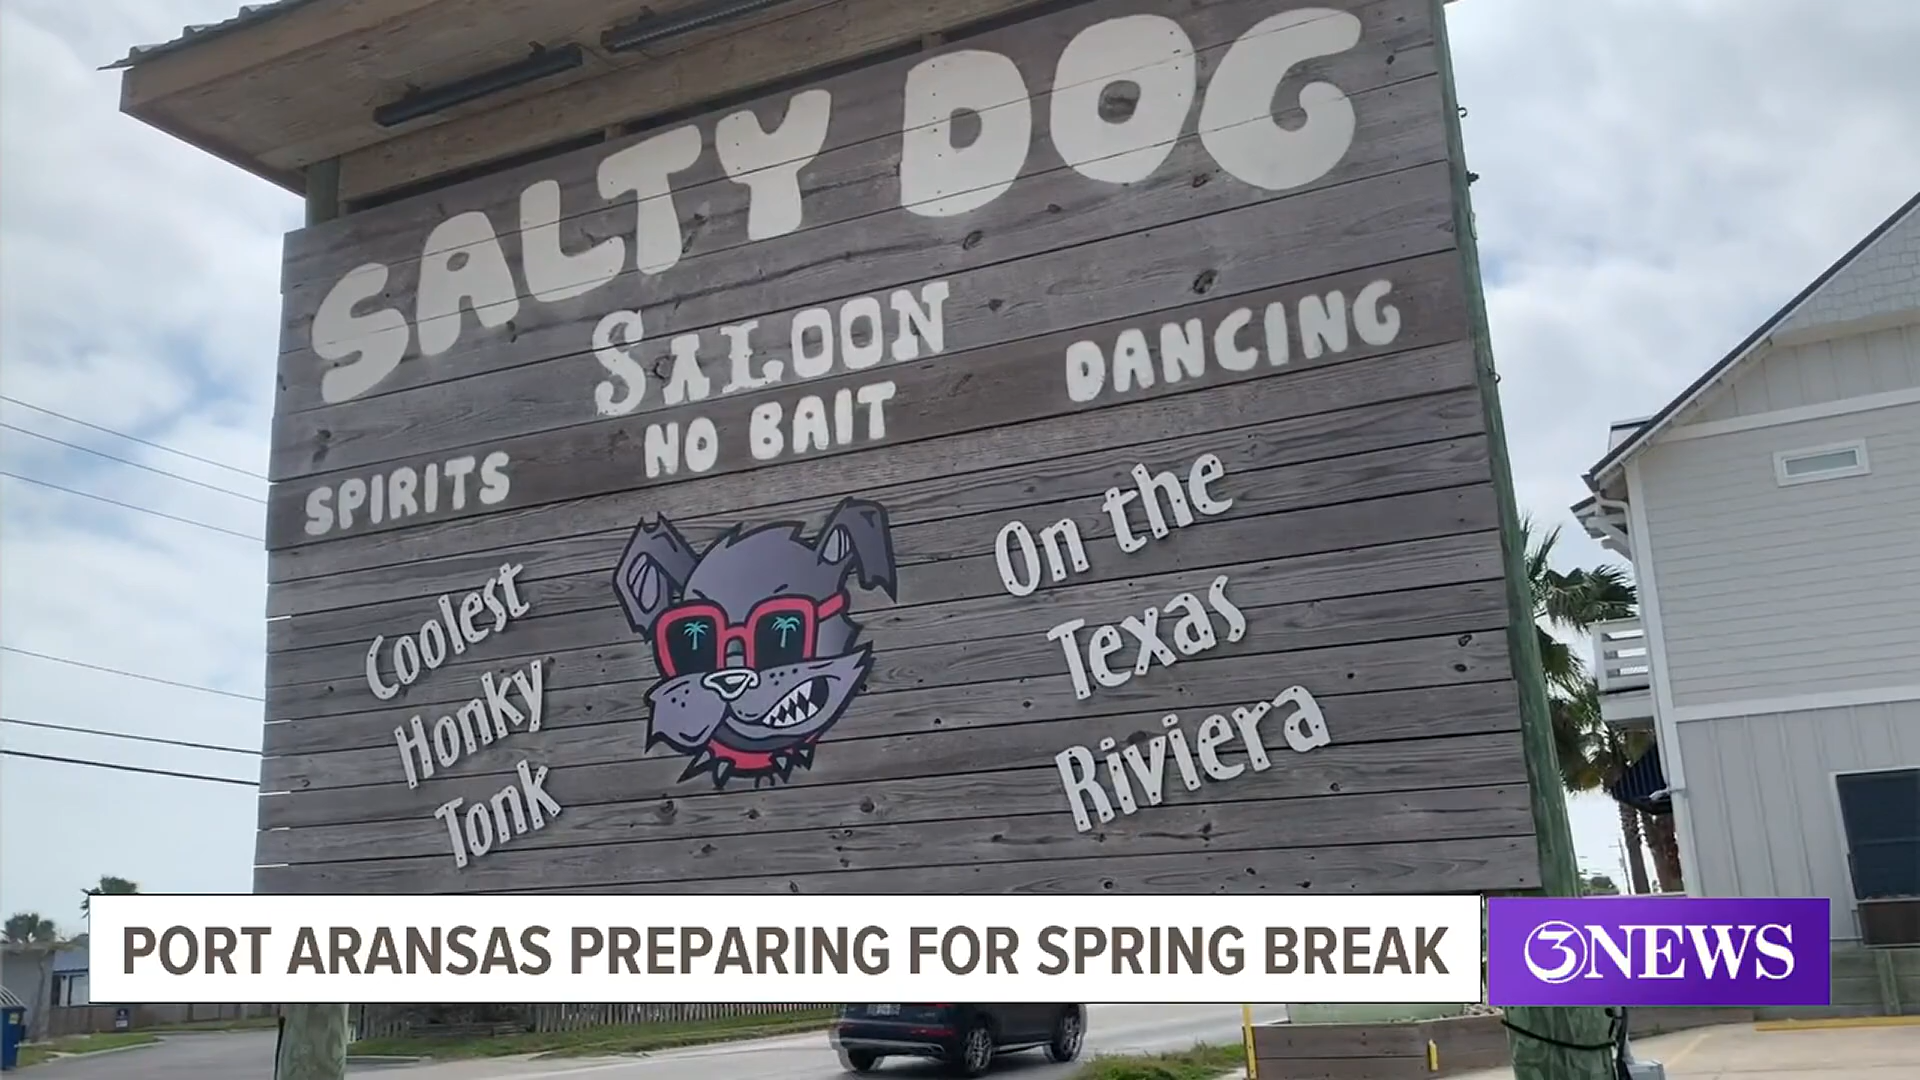 SALTY DOG
SALOON
DANCING
NO BAIT
SPIRITS
Coolest
Honky
Tonk
On the
Texas
Riviera
PORT ARANSAS PREPARING FOR SPRING BREAK
3NEWS